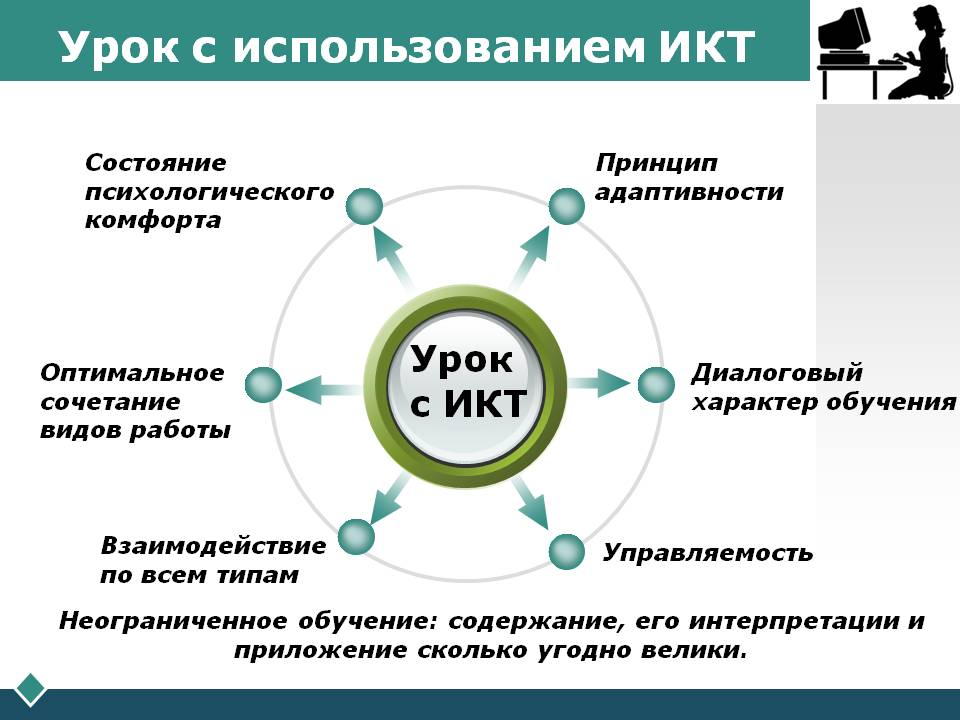 Урок с использованием ИКТ
Состояние
психологического
комфорта
Принцип
адаптивности
Оптимальное
сочетание
видов работы
Урок
с ИКТ
Диалоговый
характер обучения
Взаимодействие
по всем типам
Управляемость
Неограниченное обучение: содержание, его интерпретации и
приложение сколько угодно велики.